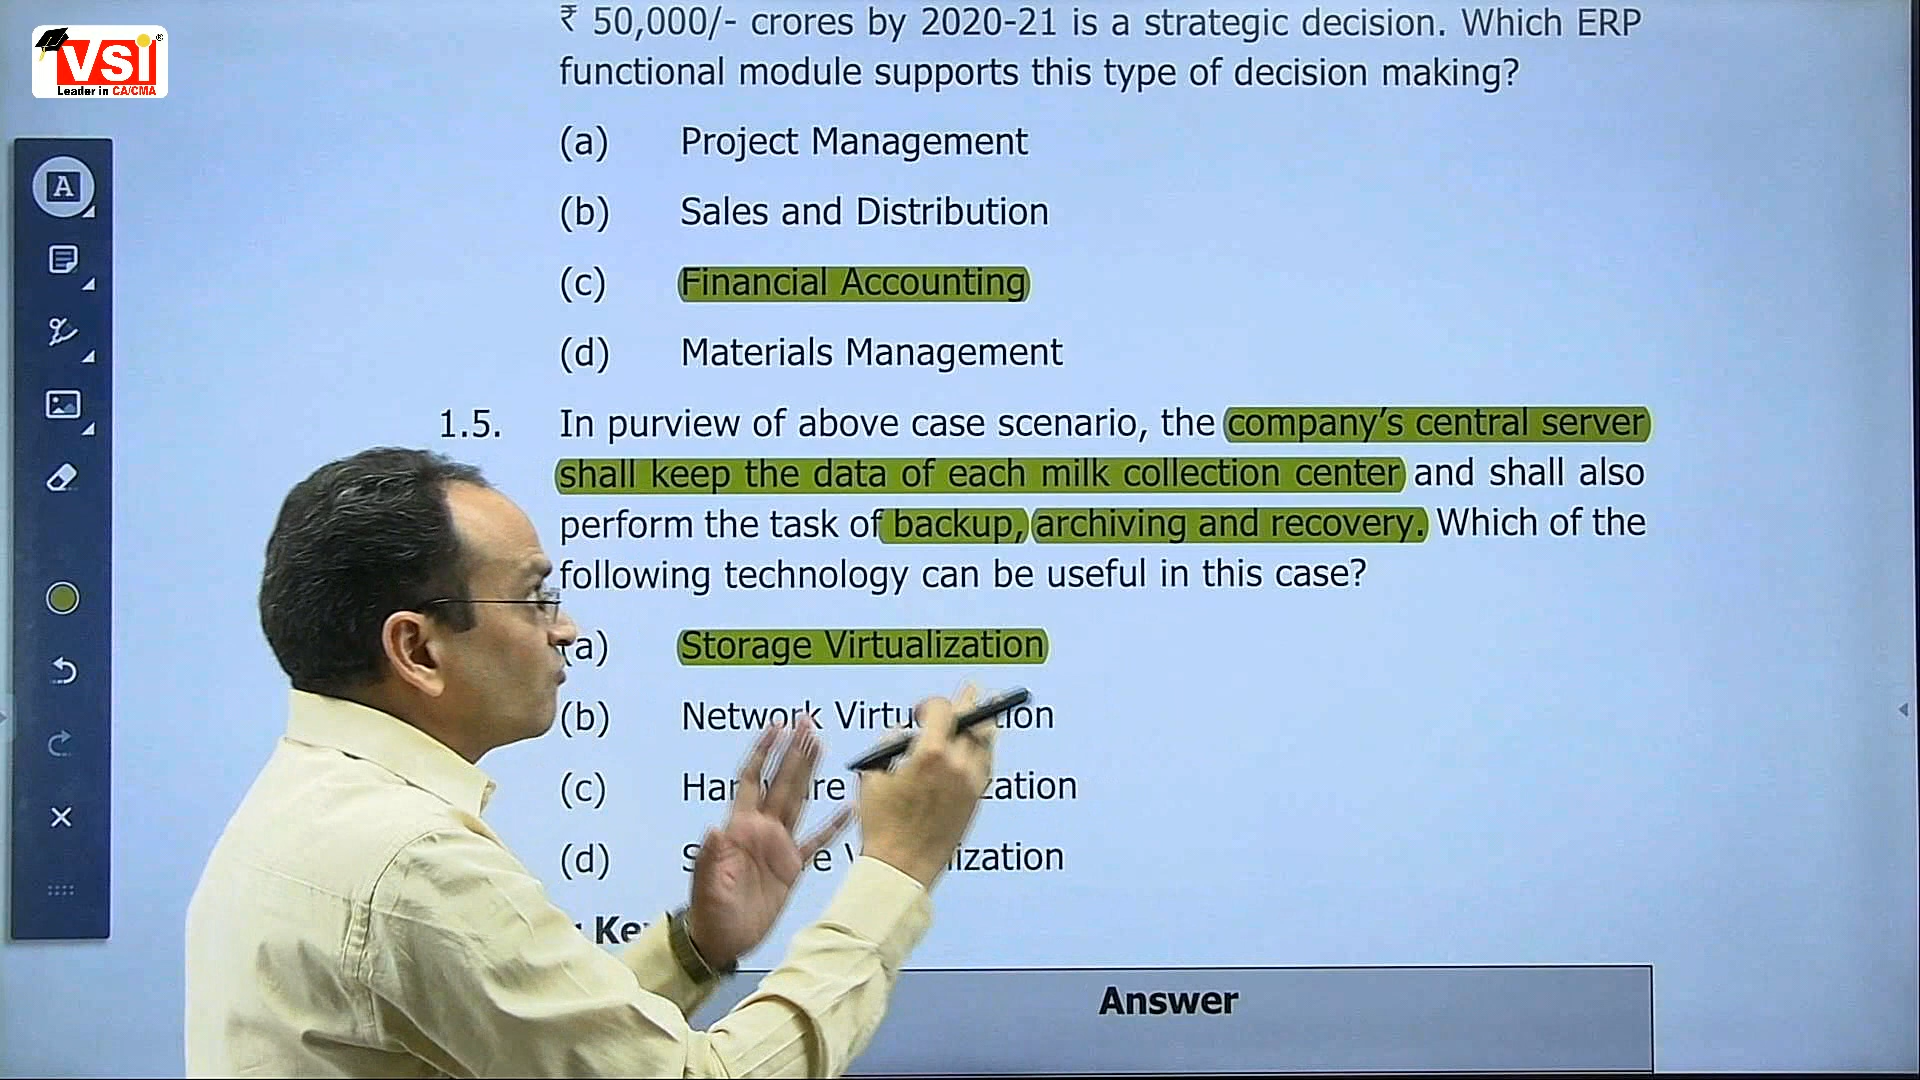 VSI
®
Leader in CA/CMA
A
₹ 50,000/- crores by 2020-21 is a strategic decision. Which ERP
functional module supports this type of decision making?
(a) Project Management
(b) Sales and Distribution
(c) Financial Accounting
(d) Materials Management
1.5. In purview of above case scenario, the company's central server
shall keep the data of each milk collection center and shall also
perform the task of backup, archiving and recovery. Which of the
following technology can be useful in this case?
(a) Storage Virtualization
(b) Network
(c)
(d)
Answer